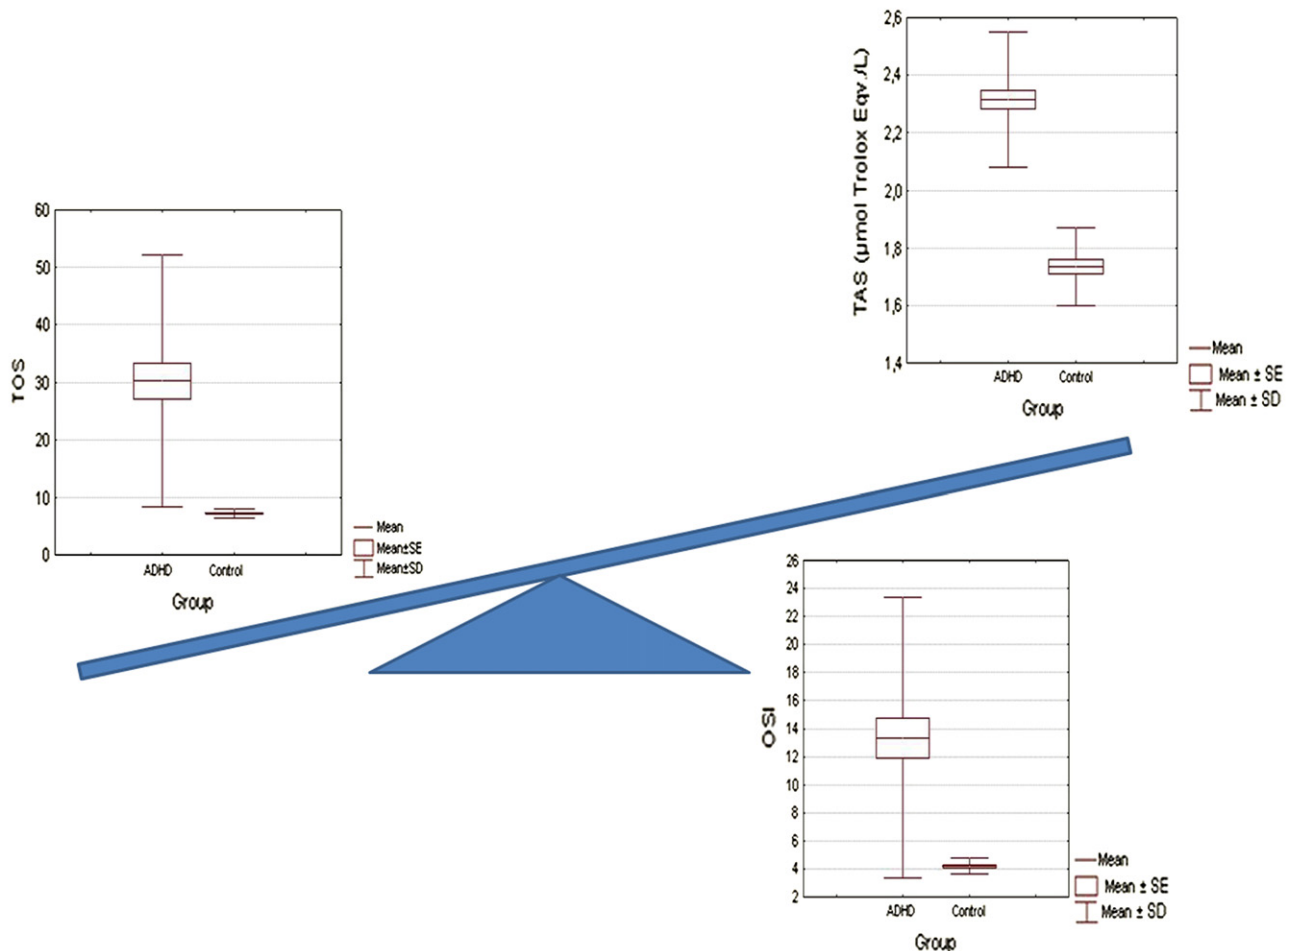 TOS
60
50
40
30
20
10
0
ADHD Control
Group
Mean
Mean±SE
Mean±SD
TAS (µmol Trolox Eqv./L)
2,6
2,4
2,2
2,0
1,8
1,6
1,4
ADHD Control
Group
Mean
Mean ± SE
Mean ± SD
OSI
26
24
22
20
18
16
14
12
10
8
6
4
2
ADHD Control
Group
Mean
Mean ± SE
Mean ± SD